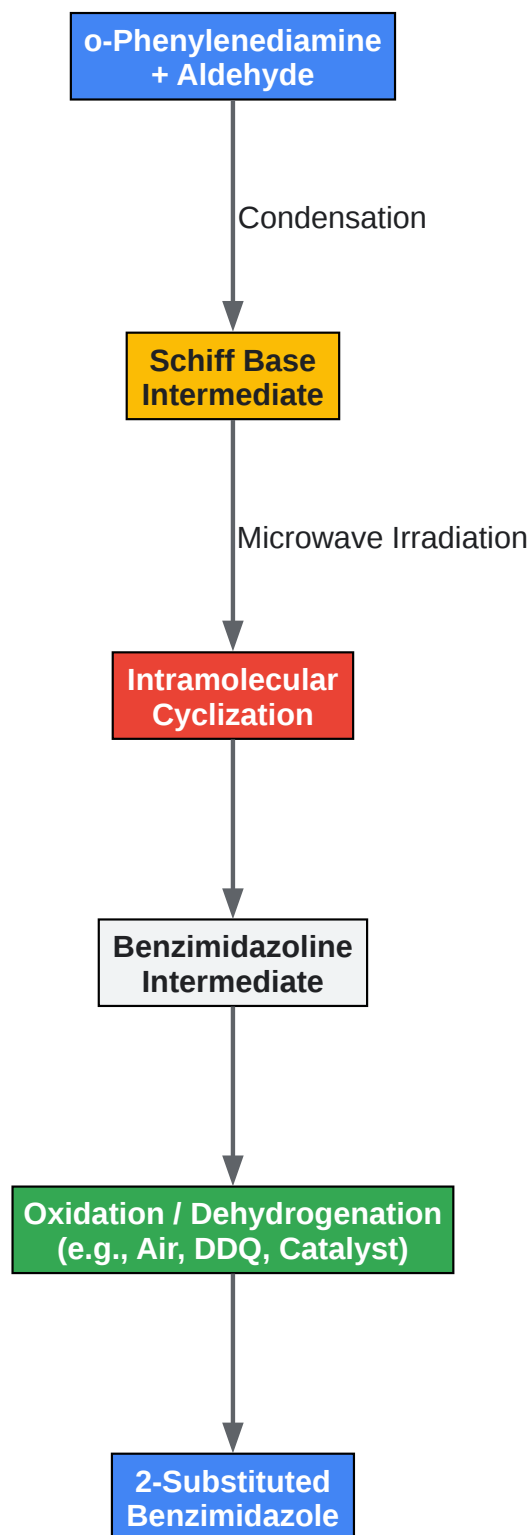 o-Phenylenediamine
+ Aldehyde
Condensation
Schiff Base
Intermediate
Microwave Irradiation
Intramolecular
Cyclization
Benzimidazoline
Intermediate
Oxidation / Dehydrogenation
(e.g., Air, DDQ, Catalyst)
2-Substituted
Benzimidazole